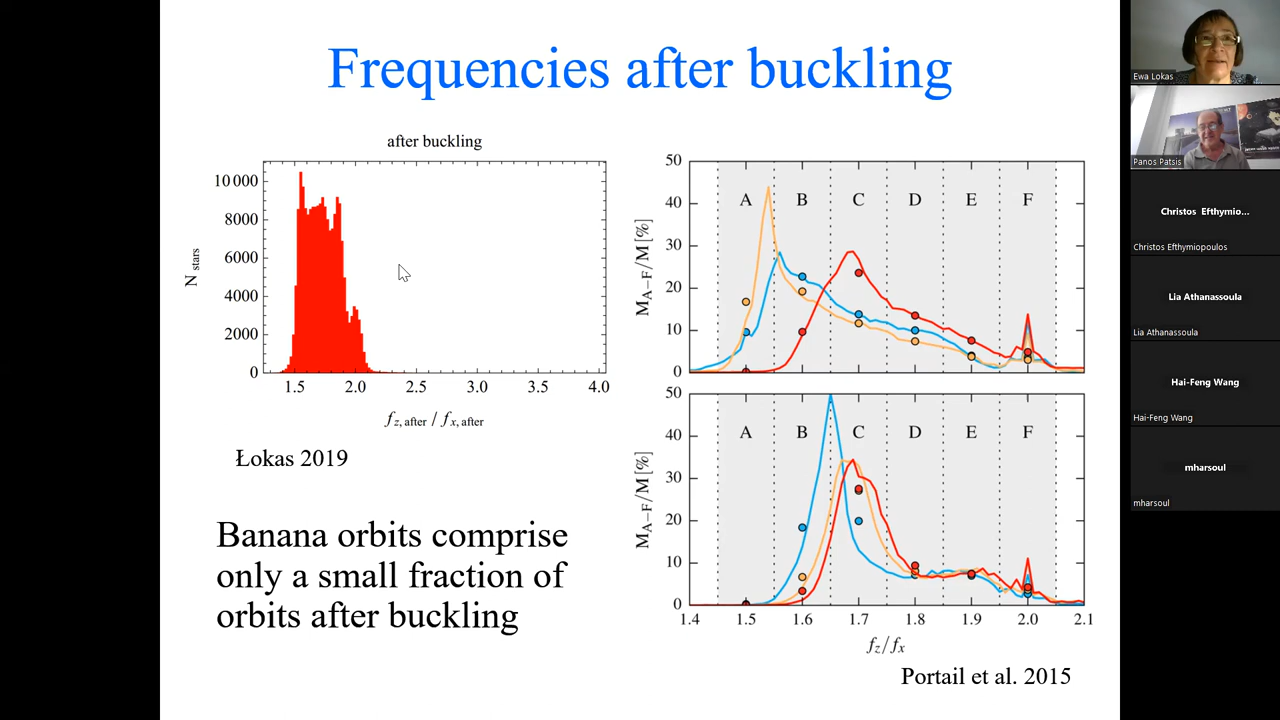 Frequencies after buckling
after buckling
10 000
8000
6000
4000
2000
0
N stars
1.5 2.0 2.5 3.0 3.5 4.0
fz, after / fx, after
Łokas 2019
Banana orbits comprise
only a small fraction of
orbits after buckling
50
40
30
20
10
0
MA−F/M [%]
A B C D E F
50
40
30
20
10
0
MA−F/M [%]
A B C D E F
1.4 1.5 1.6 1.7 1.8 1.9 2.0 2.1
fz/fx
Portail et al. 2015
Ewa Lokas
Panos Patsis
Christos Efthymio...
Christos Efthymiopoulos
Lia Athanassoula
Lia Athanassoula
Hai-Feng Wang
Hai-Feng Wang
mharsoul
mharsoul